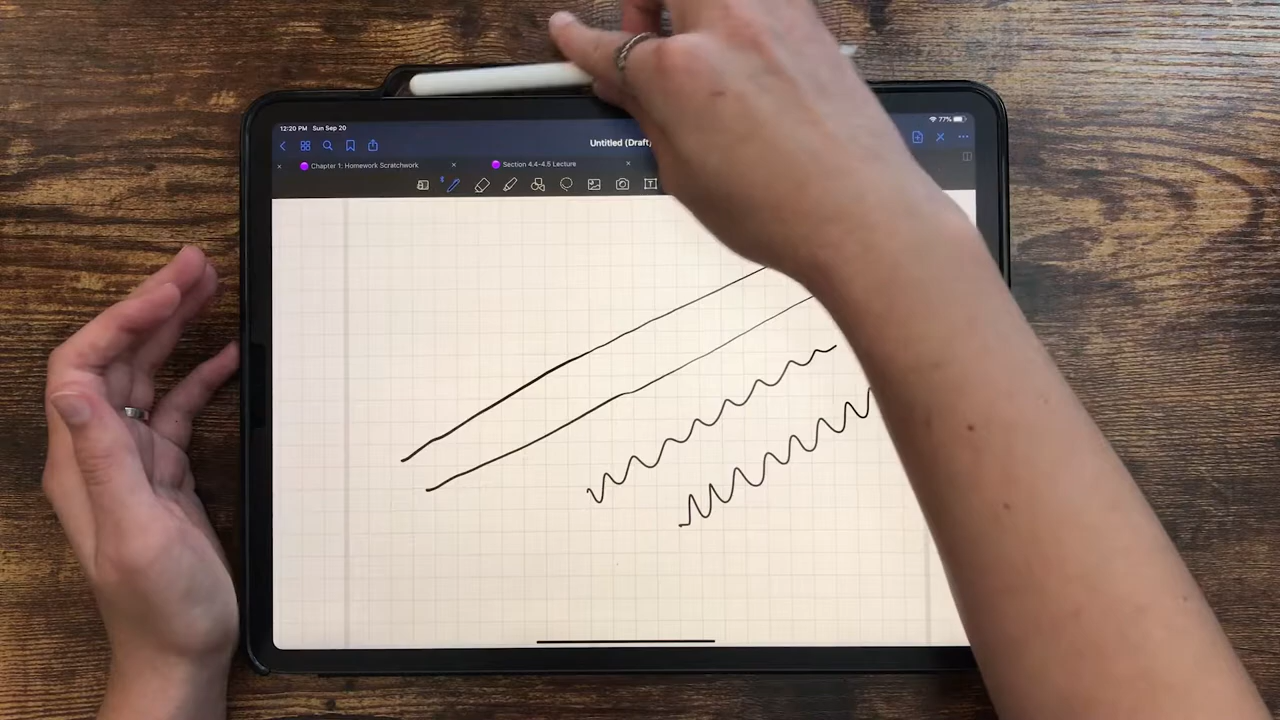 12:20 PM Sun Sep 20
77%
Untitled (Draft)
Chapter 1: Homework Scratchwork
Section 4.4-4.5 Lecture
T